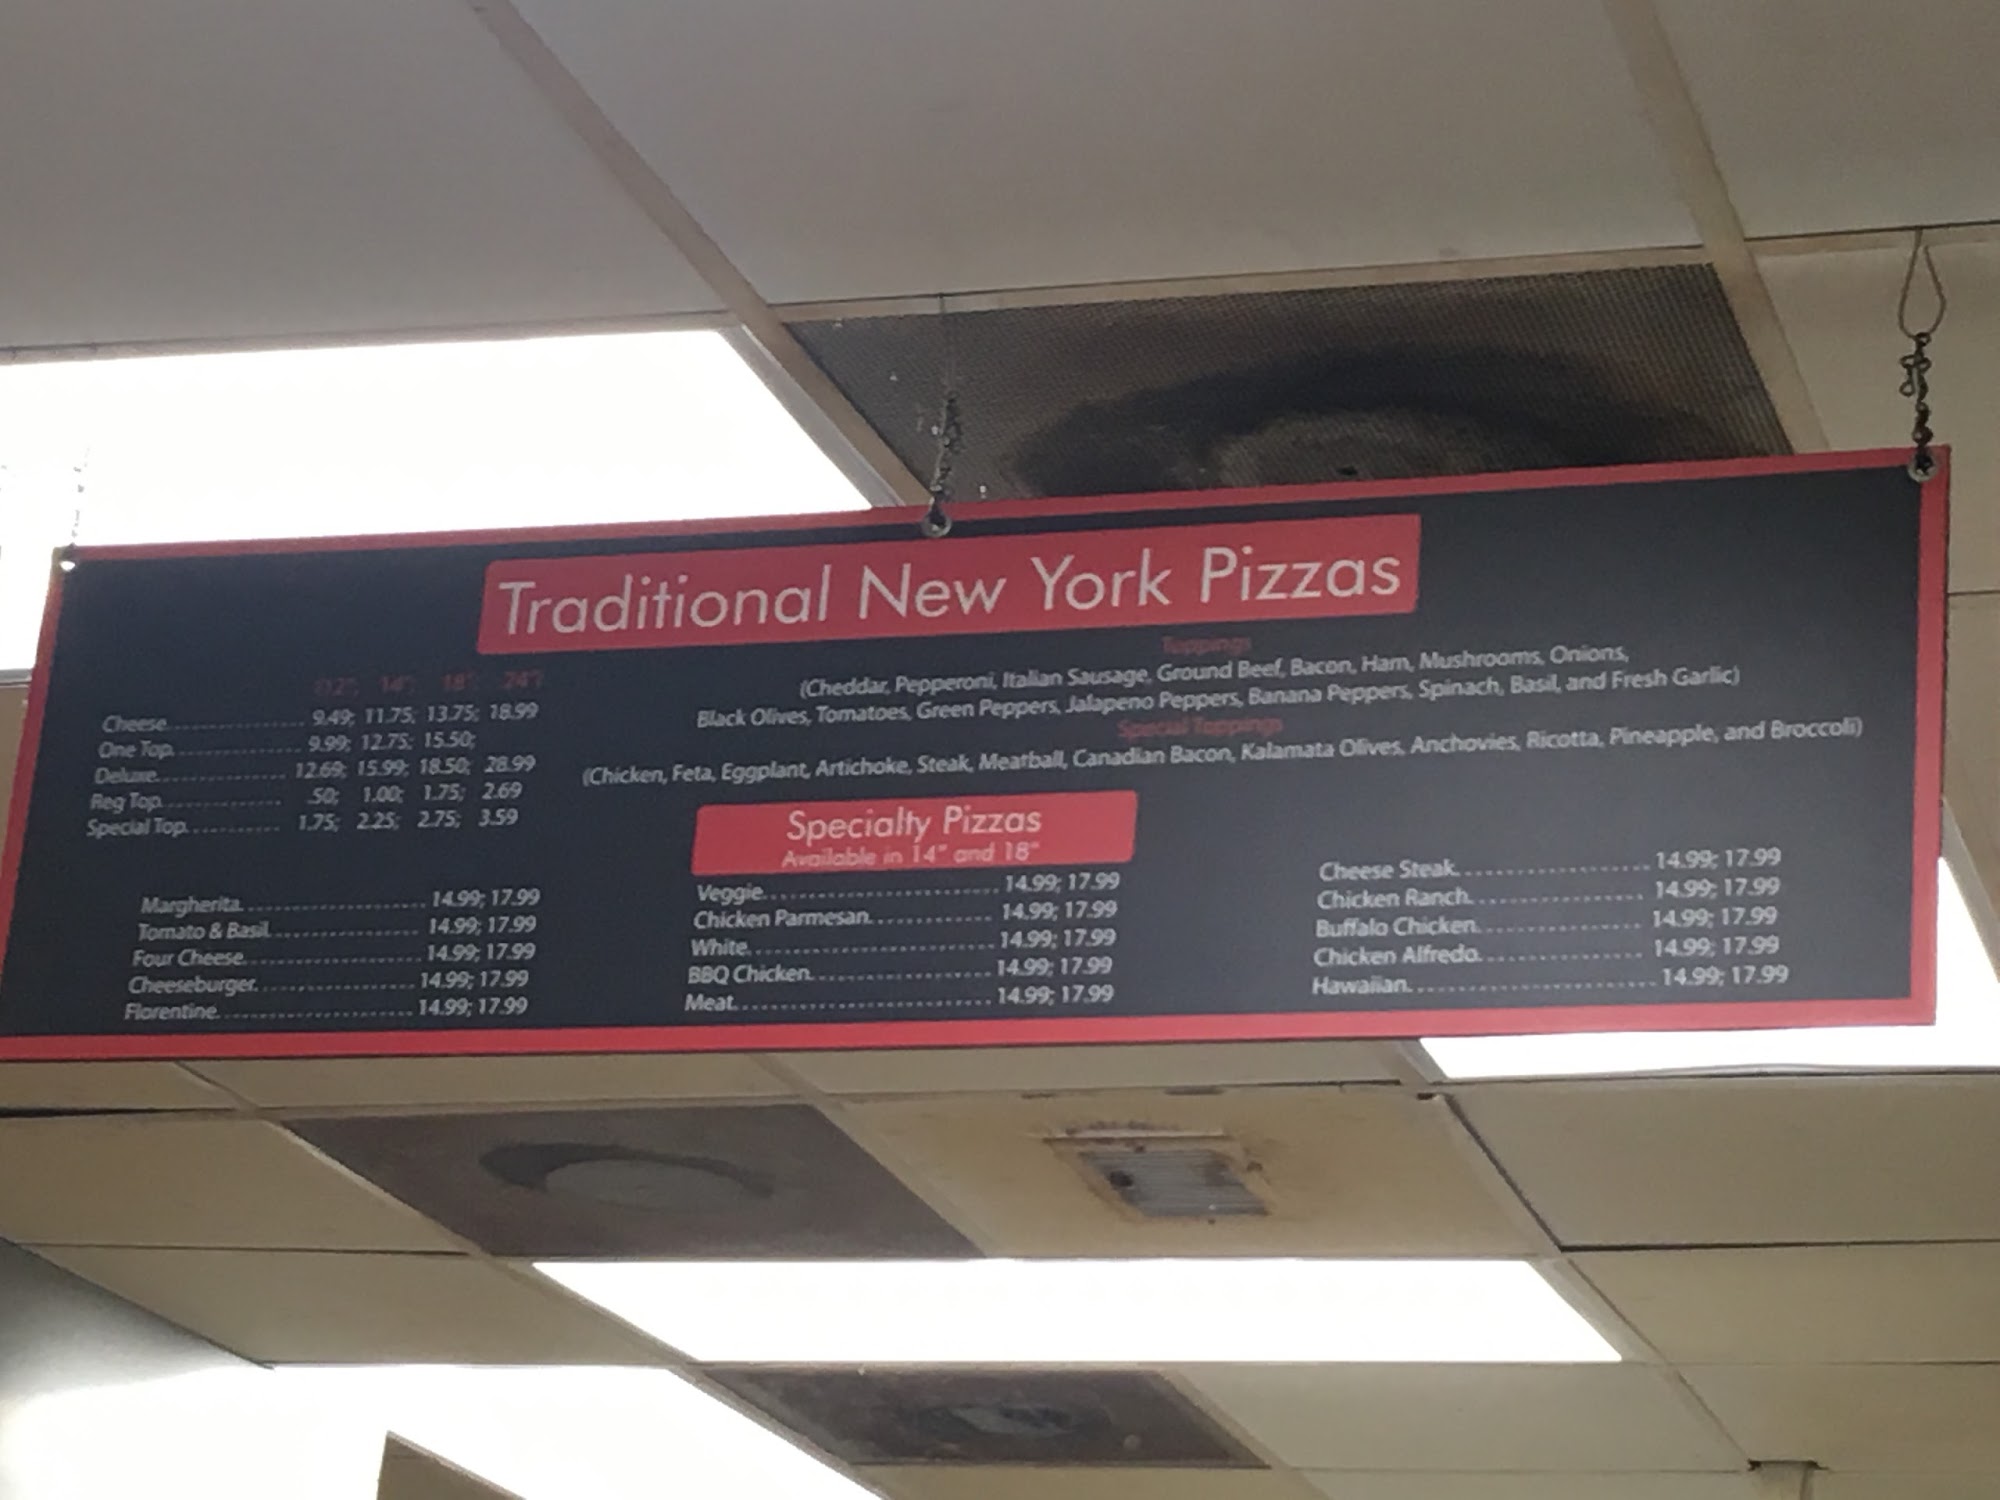 Traditional New York Pizzas
Toppings
(Cheddar, Pepperoni, Italian Sausage, Ground Beef, Bacon, Ham, Mushrooms, Onions,
Black Olives, Tomatoes, Green Peppers, Jalapeno Peppers, Banana Peppers, Spinach, Basil, and Fresh Garlic)
Special Toppings
(Chicken, Feta, Eggplant, Artichoke, Steak, Meatball, Canadian Bacon, Kalamata Olives, Anchovies, Ricotta, Pineapple, and Broccoli)
(12"; 14"; 18"; 24")
Cheese.................... 9.49; 11.75; 13.75; 18.99
One Top.................. 9.99; 12.75; 15.50;
Deluxe.................... 12.69; 15.99; 18.50; 28.99
Reg Top.................. .50; 1.00; 1.75; 2.69
Special Top............. 1.75; 2.25; 2.75; 3.59
Specialty Pizzas
Available in 14" and 18"
Margherita........................... 14.99; 17.99
Tomato & Basil..................... 14.99; 17.99
Four Cheese......................... 14.99; 17.99
Cheeseburger....................... 14.99; 17.99
Florentine............................ 14.99; 17.99
Veggie................................... 14.99; 17.99
Chicken Parmesan................ 14.99; 17.99
White.................................... 14.99; 17.99
BBQ Chicken......................... 14.99; 17.99
Meat..................................... 14.99; 17.99
Cheese Steak......................... 14.99; 17.99
Chicken Ranch....................... 14.99; 17.99
Buffalo Chicken...................... 14.99; 17.99
Chicken Alfredo...................... 14.99; 17.99
Hawaiian................................ 14.99; 17.99